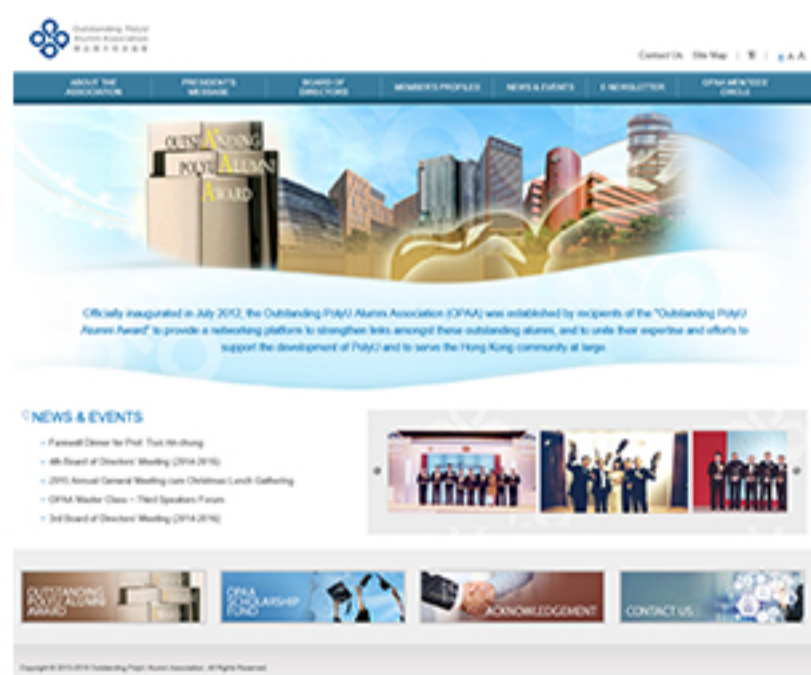 Outstanding PolyU
Alumni Association
Contact Us Site Map | 繁 | A A A
ABOUT THE
ASSOCIATION
PRESIDENT'S
MESSAGE
BOARD OF
DIRECTORS
MEMBERS PROFILES
NEWS & EVENTS
E-NEWSLETTER
OPAA MENTEES'
CIRCLE
OUTSTANDING
POLYU ALUMNI
AWARD
Officially inaugurated in July 2012, the Outstanding PolyU Alumni Association (OPAA) was established by recipients of the "Outstanding PolyU
Alumni Award" to provide a networking platform to strengthen links amongst these outstanding alumni, and to unite their expertise and efforts to
support the development of PolyU and to serve the Hong Kong community at large.
NEWS & EVENTS
Farewell Dinner for Prof. Tsoi
4th Board of Directors' Meeting (2014-2016)
2015 Annual General Meeting cum Christmas Lunch Gathering
OPAA Master Class – Third Speakers Forum
3rd Board of Directors' Meeting (2014-2016)
OUTSTANDING
POLYU ALUMNI
AWARD
OPAA
SCHOLARSHIP
FUND
ACKNOWLEDGEMENT
CONTACT US
Outstanding PolyU Alumni Association. All Rights Reserved.